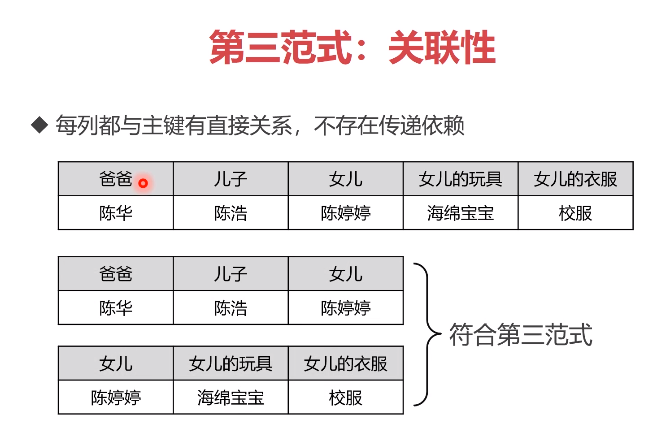 第三范式：关联性
◆ 每列都与主键有直接关系，不存在传递依赖
爸爸 儿子 女儿 女儿的玩具 女儿的衣服
陈华 陈浩 陈婷婷 海绵宝宝 校服
爸爸 儿子 女儿
陈华 陈浩 陈婷婷
符合第三范式
女儿 女儿的玩具 女儿的衣服
陈婷婷 海绵宝宝 校服